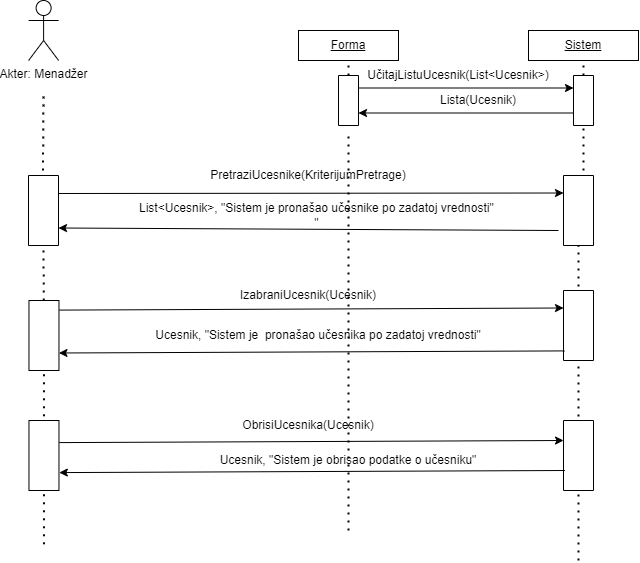 Akter: Menadžer
Forma
Sistem
UčitajListuUcesnik(List<Ucesnik>)
Lista(Ucesnik)
PretraziUcesnike(KriterijumPretrage)
List<Ucesnik>, "Sistem je pronašao učesnike po zadatoj vrednosti"
"
IzabraniUcesnik(Ucesnik)
Ucesnik, "Sistem je  pronašao učesnika po zadatoj vrednosti"
ObrisiUcesnika(Ucesnik)
Ucesnik, "Sistem je obrisao podatke o učesniku"